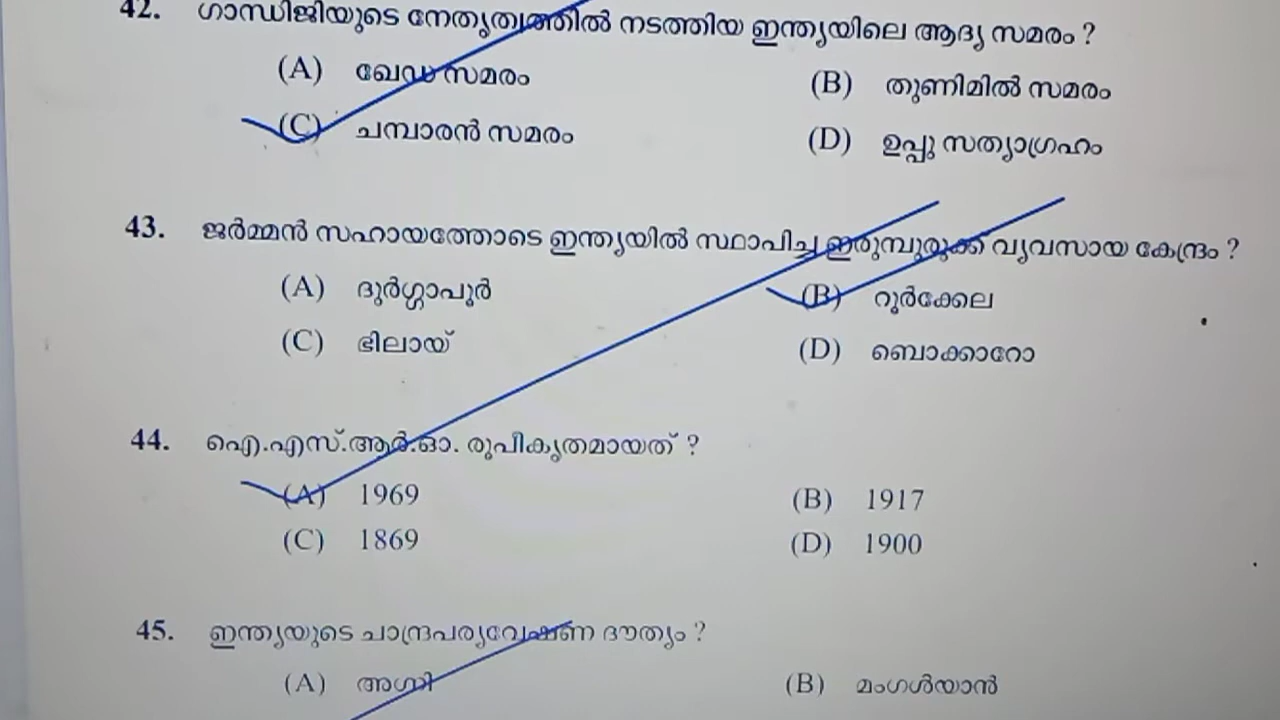 42. ഗാന്ധിജിയുടെ നേതൃത്വത്തിൽ നടത്തിയ ഇന്ത്യയിലെ ആദ്യ സമരം ?
(A) ഖേഡ സമരം (B) തുണിമിൽ സമരം
(C) ചമ്പാരൻ സമരം (D) ഉപ്പു സത്യാഗ്രഹം
43. ജർമ്മൻ സഹായത്തോടെ ഇന്ത്യയിൽ സ്ഥാപിച്ച ഇരുമ്പുരുക്ക് വ്യവസായ കേന്ദ്രം ?
(A) ദുർഗ്ഗാപൂർ (B) റൂർക്കേല
(C) ഭിലായ് (D) ബൊക്കാറോ
44. ഐ.എസ്.ആർ.ഓ. രൂപീകൃതമായത് ?
(A) 1969 (B) 1917
(C) 1869 (D) 1900
45. ഇന്ത്യയുടെ ചാന്ദ്രപര്യവേഷണ ദൗത്യം ?
(A) അഗ്നി (B) മംഗൾയാൻ